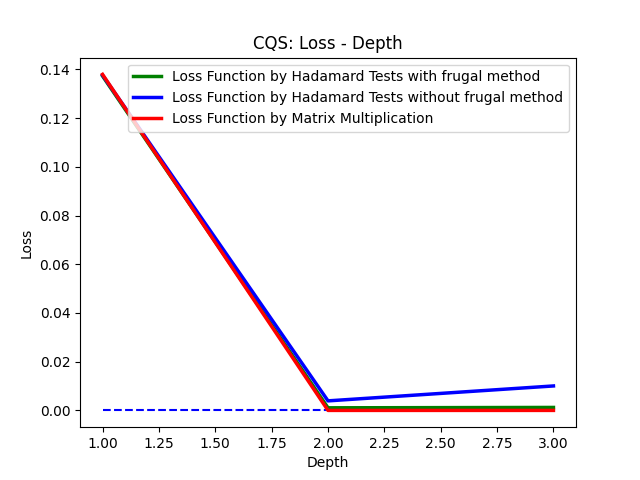 CQS: Loss - Depth
Loss Function by Hadamard Tests with frugal method
Loss Function by Hadamard Tests without frugal method
Loss Function by Matrix Multiplication
Loss
0.14
0.12
0.10
0.08
0.06
0.04
0.02
0.00
1.00 1.25 1.50 1.75 2.00 2.25 2.50 2.75 3.00
Depth